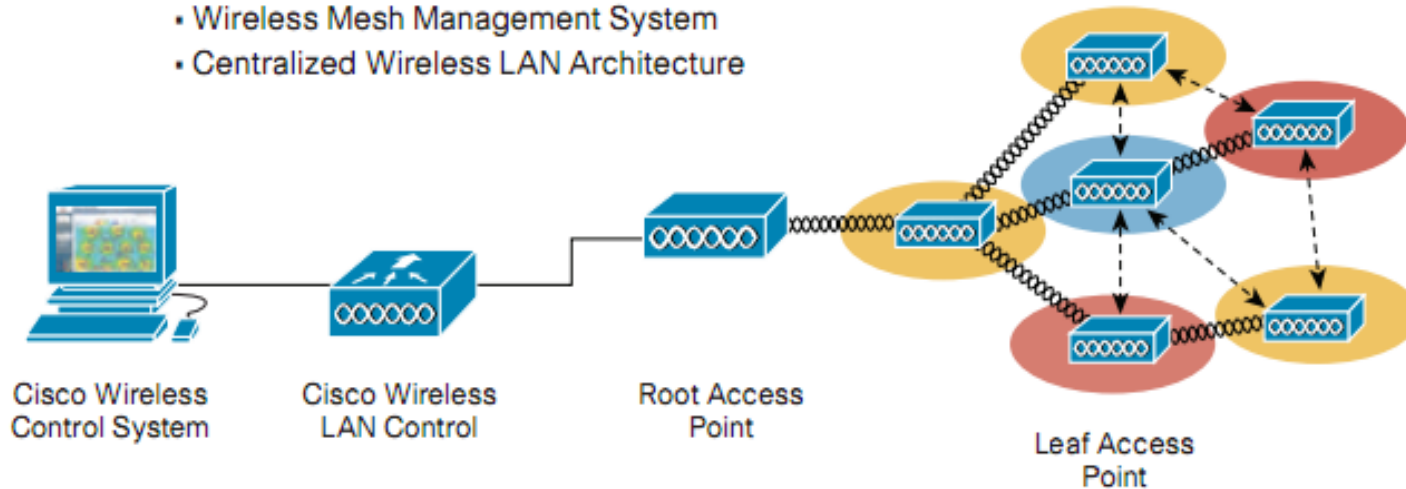 ▪ Wireless Mesh Management System
▪ Centralized Wireless LAN Architecture
Cisco Wireless
Control System
Cisco Wireless
LAN Control
Root Access
Point
Leaf Access
Point